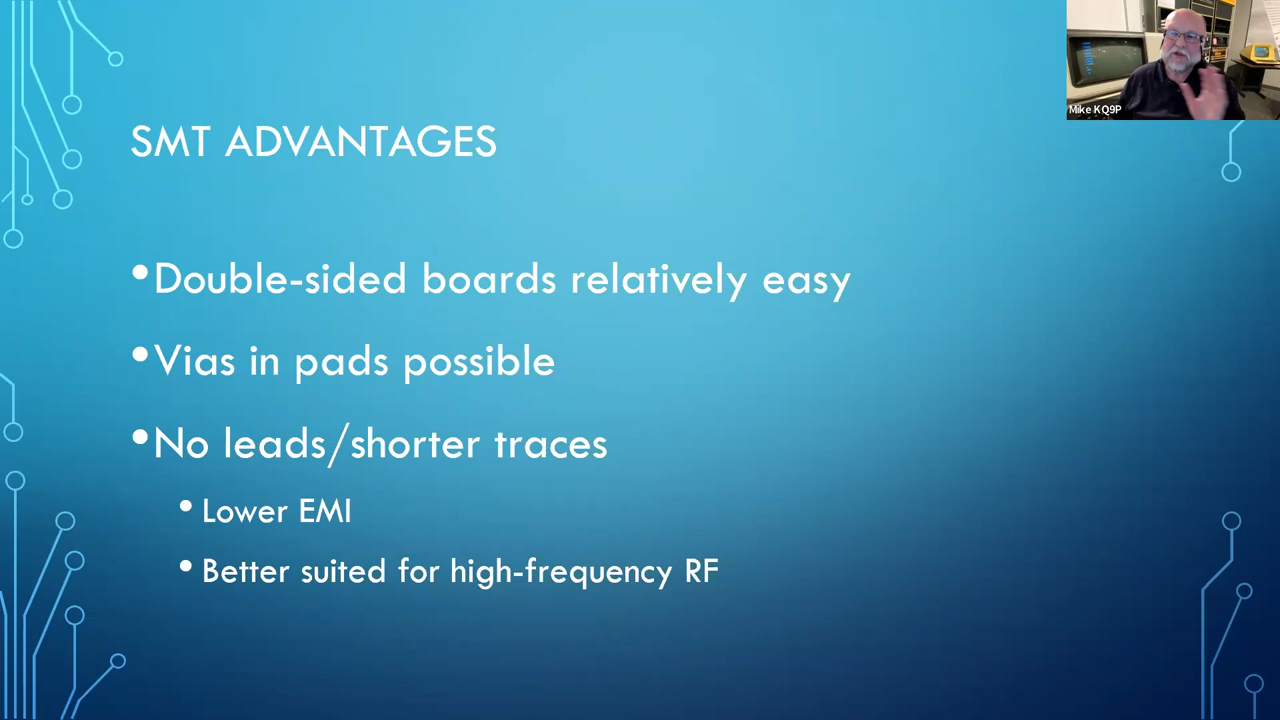 Mike KQ9P
SMT ADVANTAGES
•Double-sided boards relatively easy
•Vias in pads possible
•No leads/shorter traces
• Lower EMI
• Better suited for high-frequency RF